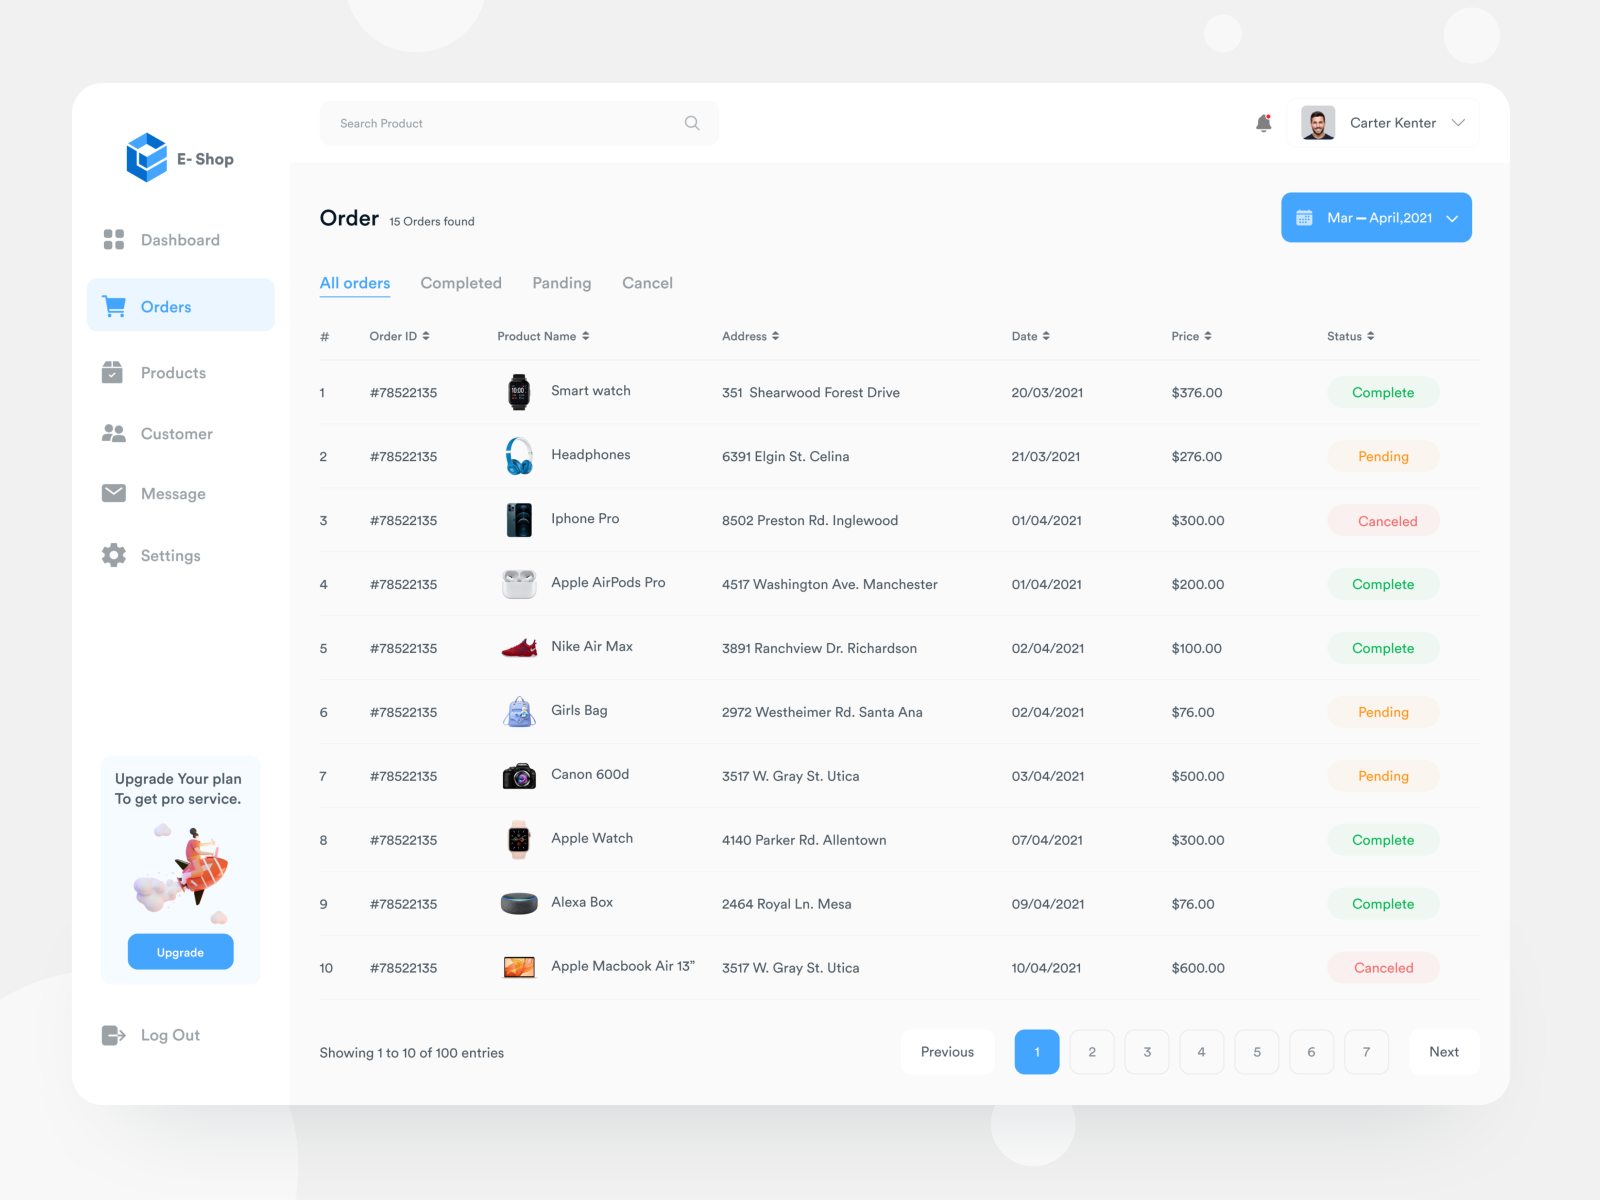 E- Shop
Search Product
Carter Kenter
Dashboard
Orders
Products
Customer
Message
Settings
Upgrade Your plan
To get pro service.
Upgrade
Log Out
Order 15 Orders found
Mar – April,2021
All orders Completed Panding Cancel
# Order ID Product Name Address Date Price Status
1 #78522135 Smart watch 351 Shearwood Forest Drive 20/03/2021 $376.00 Complete
2 #78522135 Headphones 6391 Elgin St. Celina 21/03/2021 $276.00 Pending
3 #78522135 Iphone Pro 8502 Preston Rd. Inglewood 01/04/2021 $300.00 Canceled
4 #78522135 Apple AirPods Pro 4517 Washington Ave. Manchester 01/04/2021 $200.00 Complete
5 #78522135 Nike Air Max 3891 Ranchview Dr. Richardson 02/04/2021 $100.00 Complete
6 #78522135 Girls Bag 2972 Westheimer Rd. Santa Ana 02/04/2021 $76.00 Pending
7 #78522135 Canon 600d 3517 W. Gray St. Utica 03/04/2021 $500.00 Pending
8 #78522135 Apple Watch 4140 Parker Rd. Allentown 07/04/2021 $300.00 Complete
9 #78522135 Alexa Box 2464 Royal Ln. Mesa 09/04/2021 $76.00 Complete
10 #78522135 Apple Macbook Air 13” 3517 W. Gray St. Utica 10/04/2021 $600.00 Canceled
Showing 1 to 10 of 100 entries
Previous 1 2 3 4 5 6 7 Next